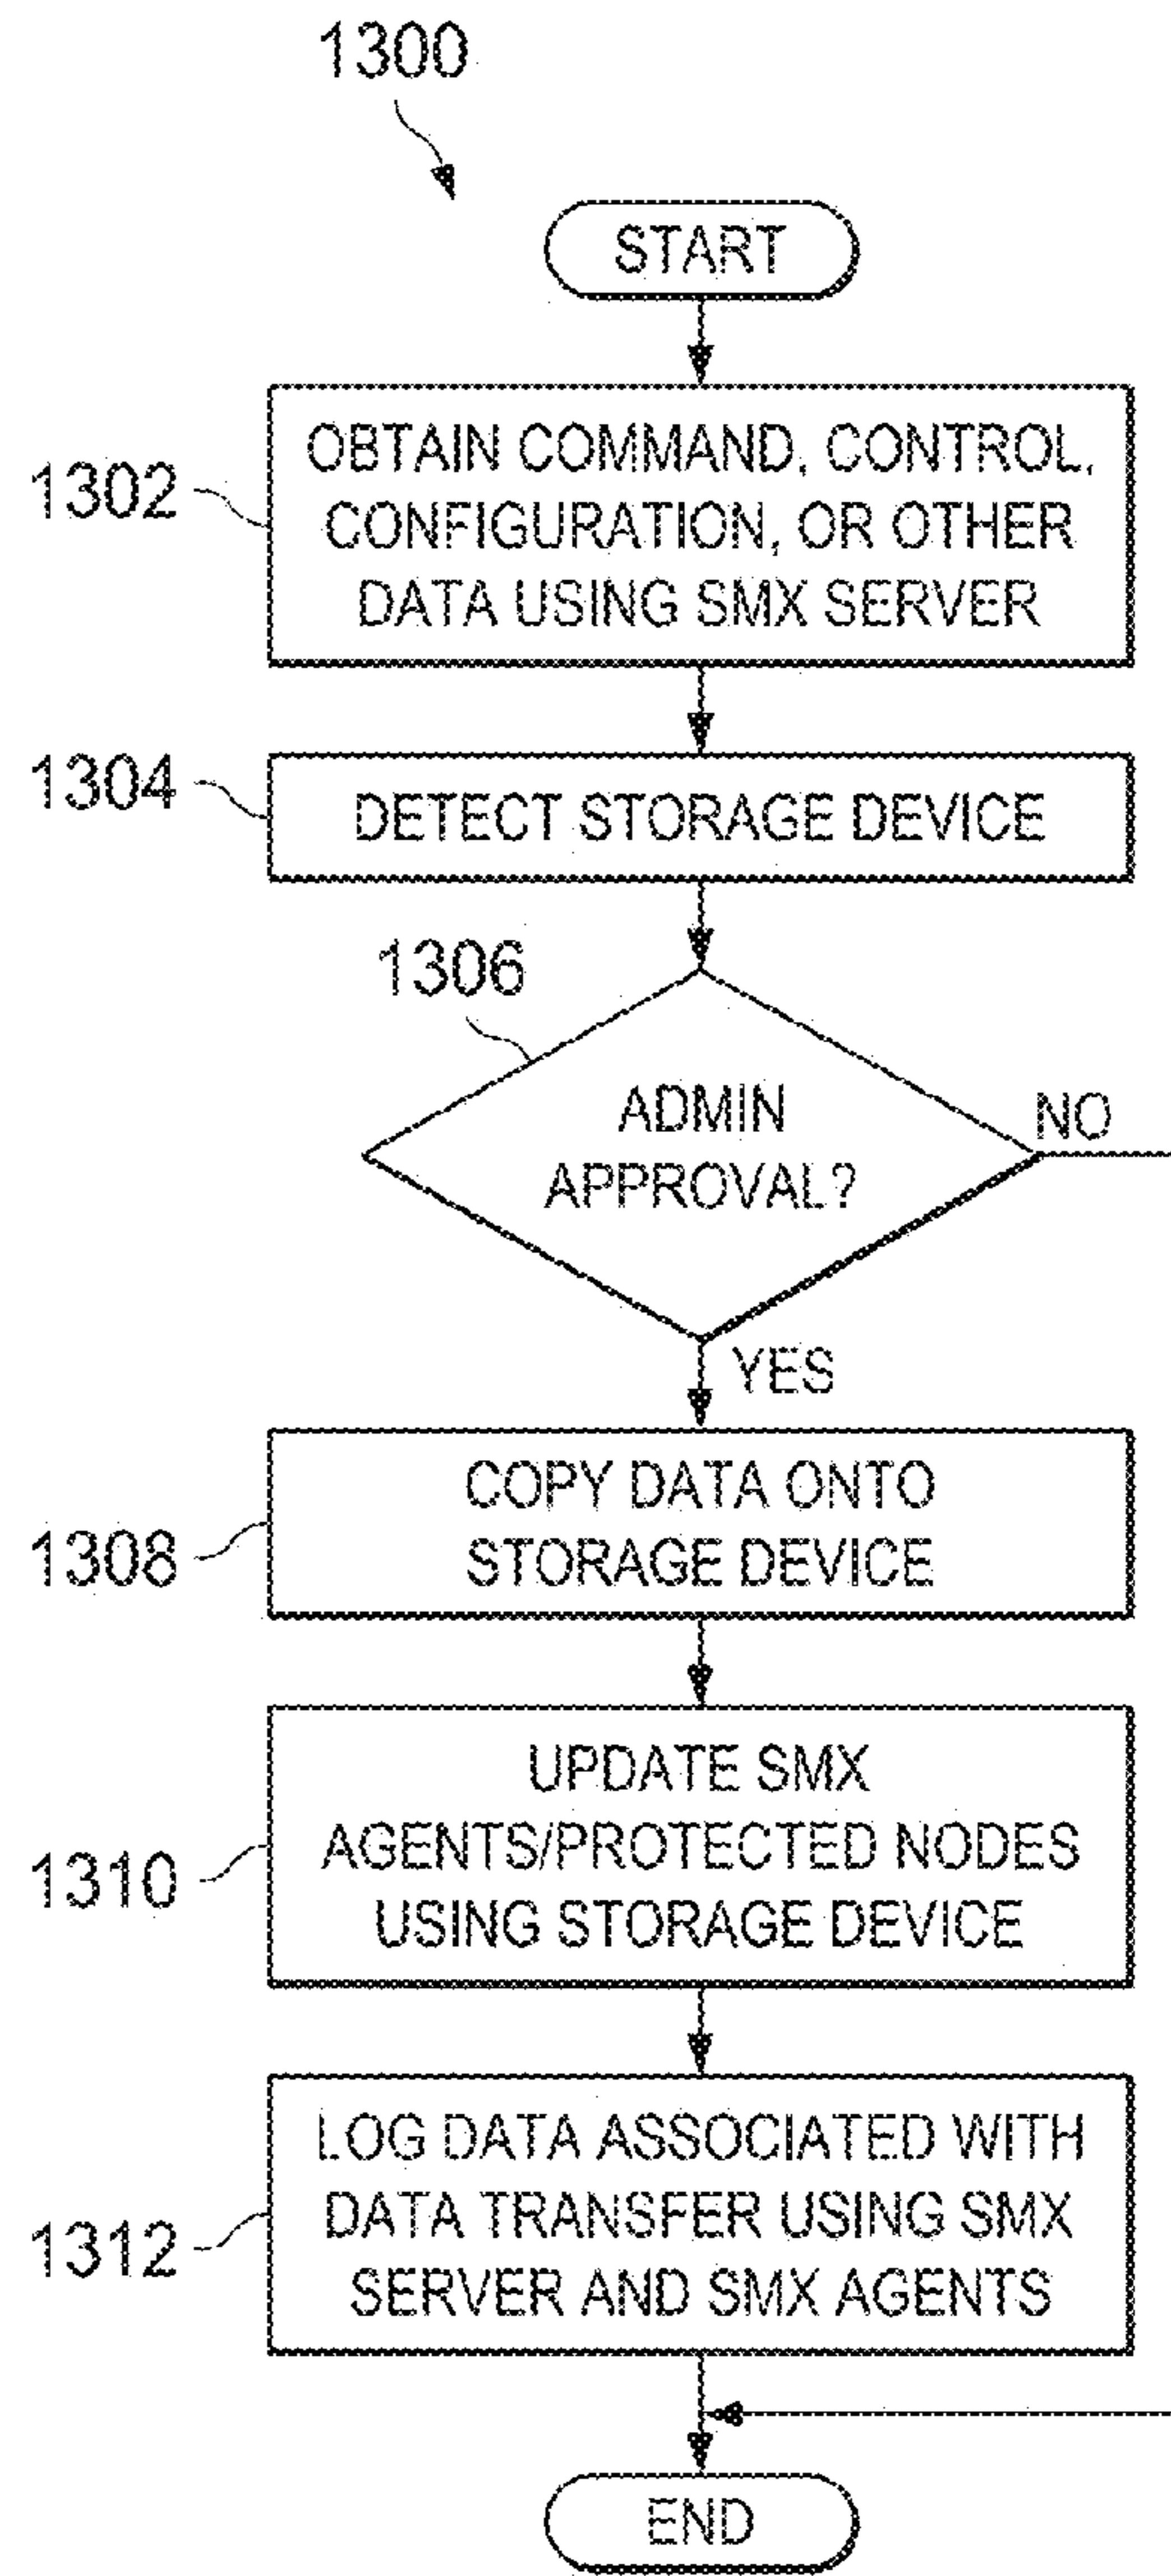 1300
START
1302
OBTAIN COMMAND, CONTROL,
CONFIGURATION, OR OTHER
DATA USING SMX SERVER
1304
DETECT STORAGE DEVICE
1306
ADMIN
APPROVAL?
NO
YES
1308
COPY DATA ONTO
STORAGE DEVICE
1310
UPDATE SMX
AGENTS/PROTECTED NODES
USING STORAGE DEVICE
1312
LOG DATA ASSOCIATED WITH
DATA TRANSFER USING SMX
SERVER AND SMX AGENTS
END